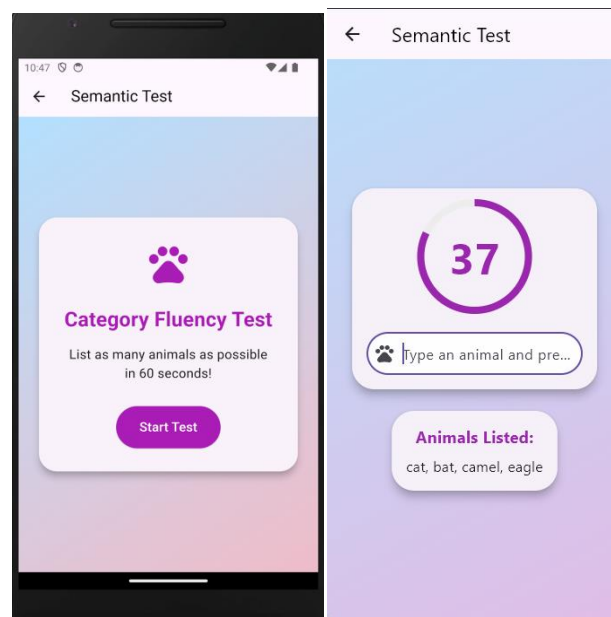 10:47
Semantic Test
Category Fluency Test
List as many animals as possible
in 60 seconds!
Start Test
Semantic Test
37
Type an animal and pre...
Animals Listed:
cat, bat, camel, eagle